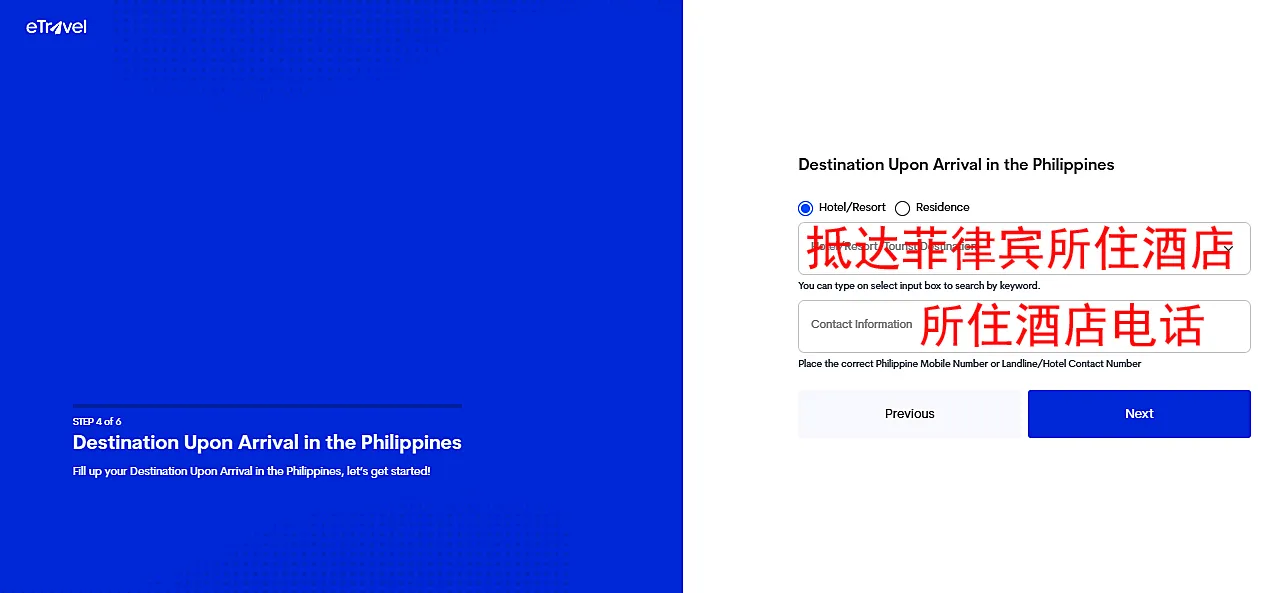 eTravel
STEP 4 of 6
Destination Upon Arrival in the Philippines
Fill up your Destination Upon Arrival in the Philippines, let's get started!
Destination Upon Arrival in the Philippines
Hotel/Resort Residence
Hotel/Resort/Tourist Destination
抵达菲律宾所住酒店
You can type on select input box to search by keyword.
Contact Information 所住酒店电话
Place the correct Philippine Mobile Number or Landline/Hotel Contact Number
Previous Next